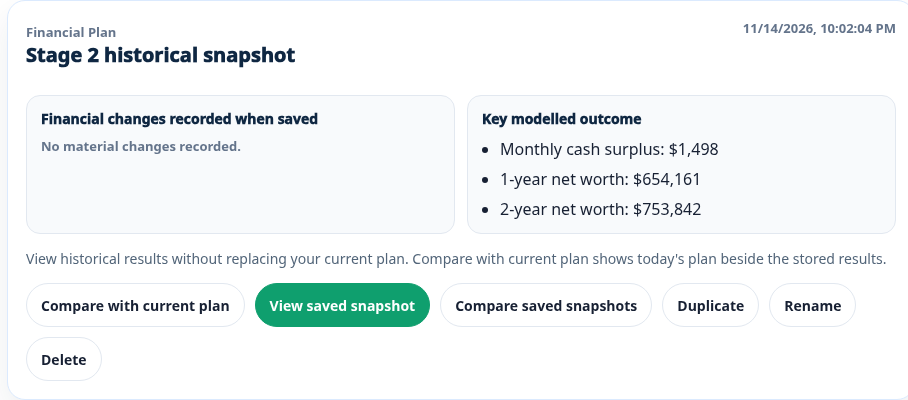 Financial Plan
11/14/2026, 10:02:04 PM
Stage 2 historical snapshot
Financial changes recorded when saved
No material changes recorded.
Key modelled outcome
• Monthly cash surplus: $1,498
• 1-year net worth: $654,161
• 2-year net worth: $753,842
View historical results without replacing your current plan. Compare with current plan shows today's plan beside the stored results.
Compare with current plan
View saved snapshot
Compare saved snapshots
Duplicate
Rename
Delete